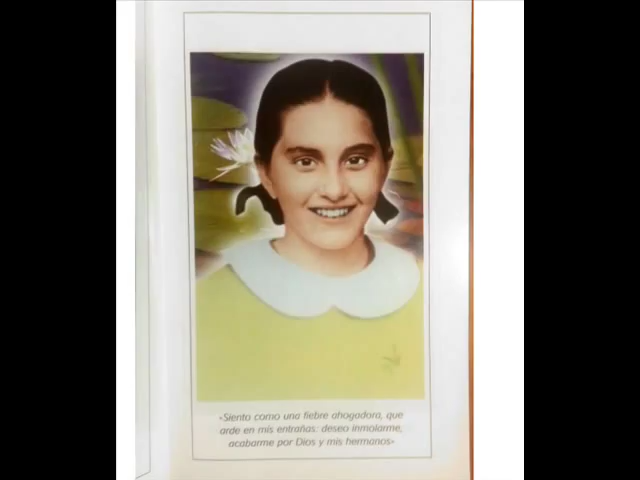 «Siento como una fiebre ahogadora, que
arde en mis entrañas: deseo inmolarme,
acabarme por Dios y mis hermanos»